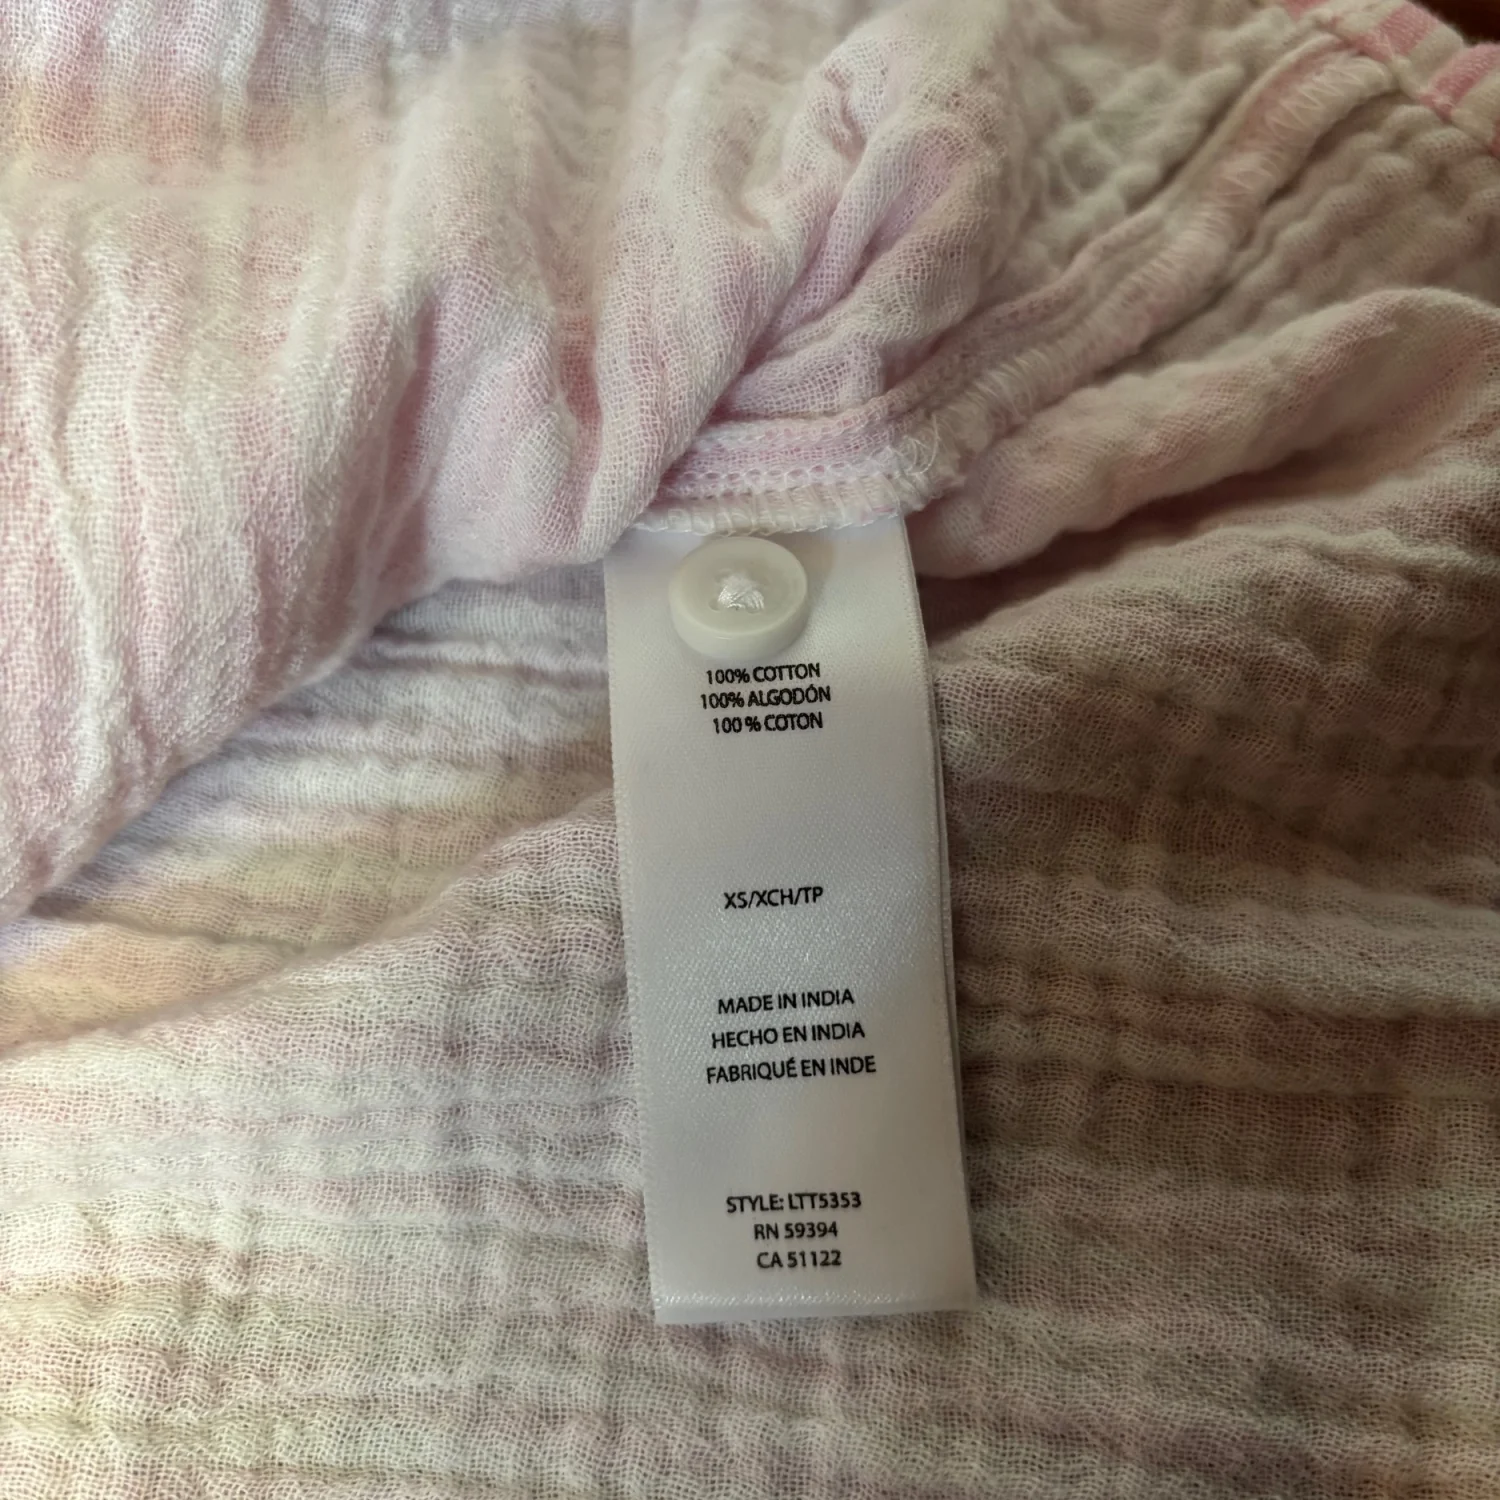 100% COTTON
100% ALGODÓN
100 % COTON
XS/XCH/TP
MADE IN INDIA
HECHO EN INDIA
FABRIQUÉ EN INDE
STYLE: LTT5353
RN 59394
CA 51122